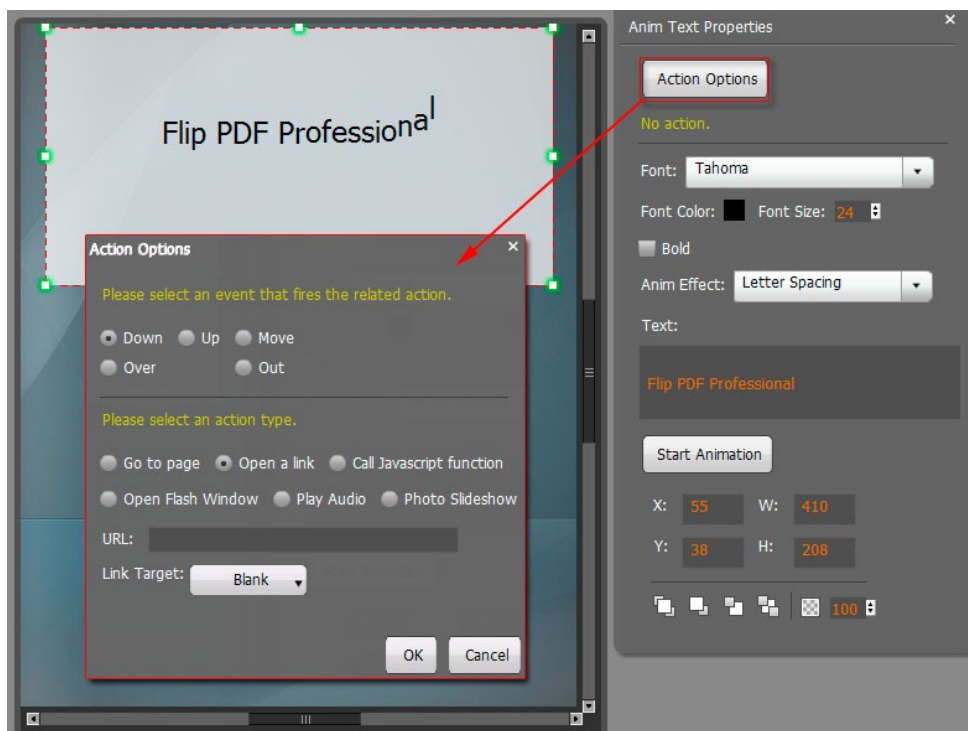 Flip PDF Professional
Action Options
Please select an event that fires the related action.
Down Up Move
Over Out
Please select an action type.
Go to page Open a link Call Javascript function
Open Flash Window Play Audio Photo Slideshow
URL:
Link Target: Blank
OK Cancel
Anim Text Properties
Action Options
No action.
Font: Tahoma
Font Color: Font Size: 24
Bold
Anim Effect: Letter Spacing
Text:
Flip PDF Professional
Start Animation
X: 55 W: 410
Y: 38 H: 208
100